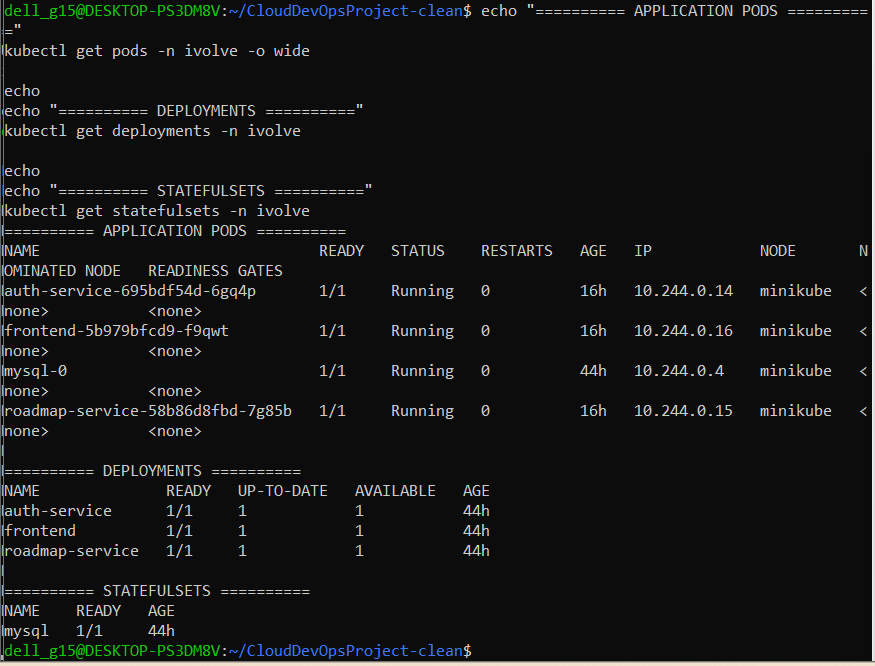 dell_g15@DESKTOP-PS3DM8V:~/CloudDevOpsProject-clean$ echo "========== APPLICATION PODS =========
="
kubectl get pods -n ivolve -o wide
echo
echo "========== DEPLOYMENTS =========="
kubectl get deployments -n ivolve
echo
echo "========== STATEFULSETS =========="
kubectl get statefulsets -n ivolve
========== APPLICATION PODS ==========
NAME                               READY   STATUS    RESTARTS   AGE   IP            NODE       N
OMINATED NODE   READINESS GATES
auth-service-695bdf54d-6gq4p       1/1     Running   0          16h   10.244.0.14   minikube   <
none>           <none>
frontend-5b979bfcd9-f9qwt          1/1     Running   0          16h   10.244.0.16   minikube   <
none>           <none>
mysql-0                            1/1     Running   0          44h   10.244.0.4    minikube   <
none>           <none>
roadmap-service-58b86d8fbd-7g85b   1/1     Running   0          16h   10.244.0.15   minikube   <
none>           <none>
========== DEPLOYMENTS ==========
NAME              READY   UP-TO-DATE   AVAILABLE   AGE
auth-service      1/1     1            1           44h
frontend          1/1     1            1           44h
roadmap-service   1/1     1            1           44h
========== STATEFULSETS ==========
NAME    READY   AGE
mysql   1/1     44h
dell_g15@DESKTOP-PS3DM8V:~/CloudDevOpsProject-clean$